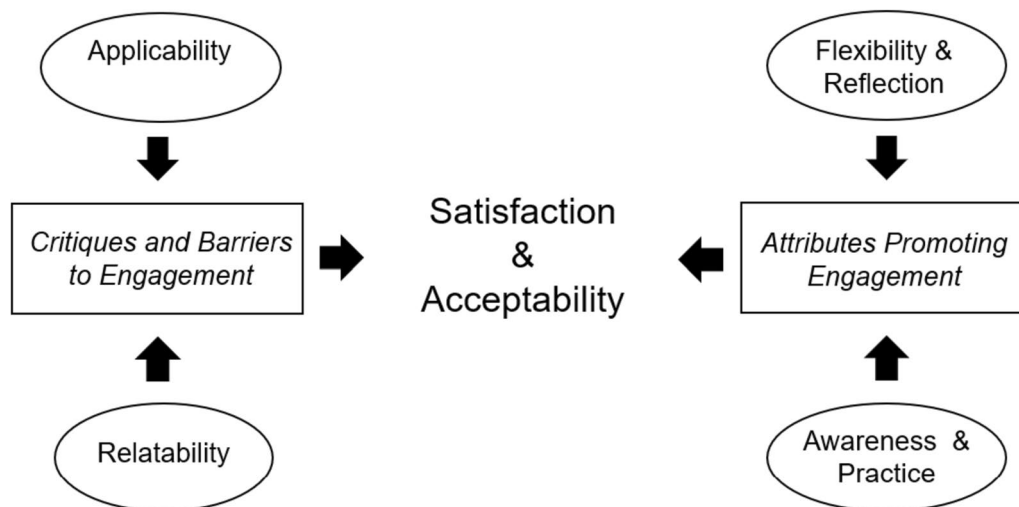 Applicability
Flexibility &
Reflection
Critiques and Barriers
to Engagement
Satisfaction
&
Acceptability
Attributes Promoting
Engagement
Relatability
Awareness &
Practice